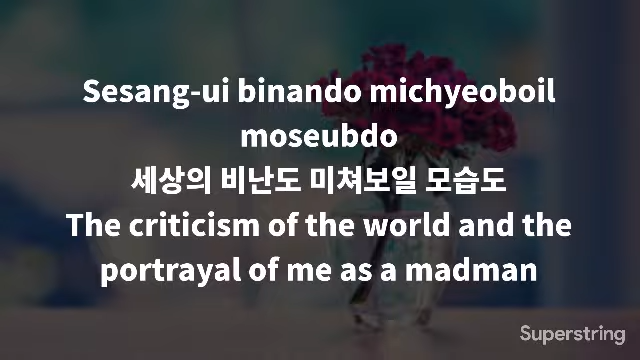 Sesang-ui binando michyeoboil
moseubdo
세상의 비난도 미쳐보일 모습도
The criticism of the world and the
portrayal of me as a madman
Superstring